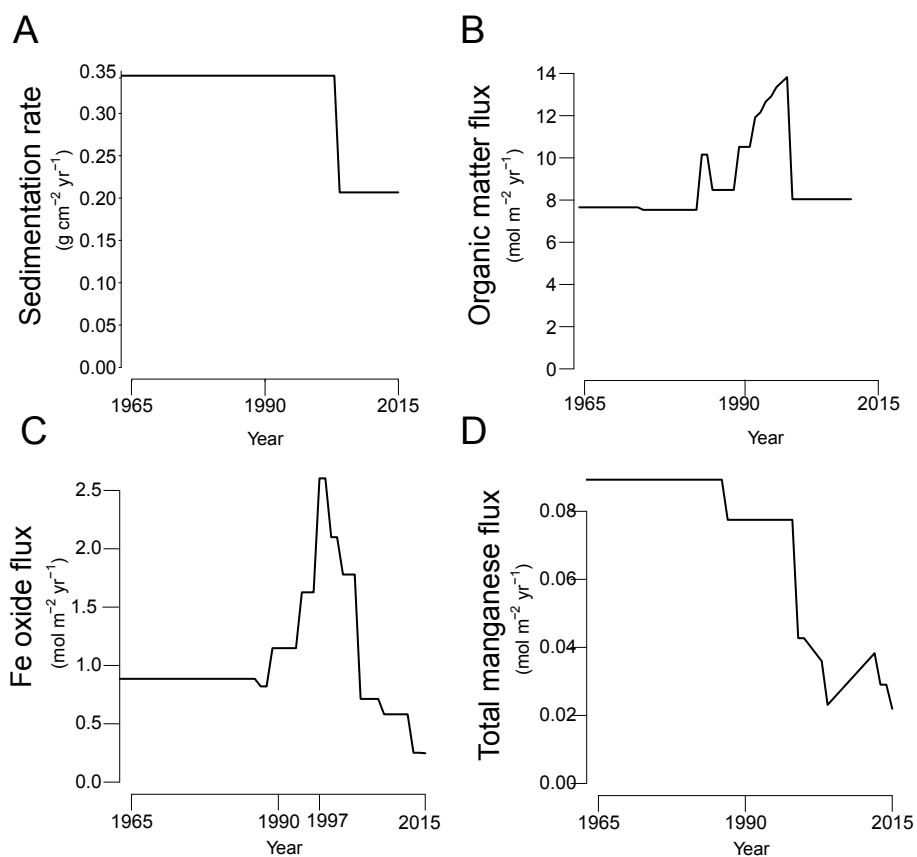 A
Sedimentation rate
(g cm−2 yr−1)
0.35
0.30
0.25
0.20
0.15
0.10
0.05
0.00
1965
1990
2015
Year
B
Organic matter flux
(mol m−2 yr−1)
14
12
10
8
6
4
2
0
1965
1990
2015
Year
C
Fe oxide flux
(mol m−2 yr−1)
2.5
2.0
1.5
1.0
0.5
0.0
1965
1990
1997
2015
Year
D
Total manganese flux
(mol m−2 yr−1)
0.08
0.06
0.04
0.02
0.00
1965
1990
2015
Year